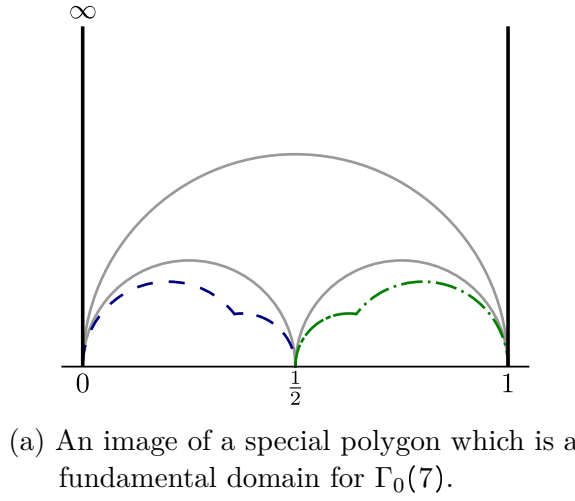 ∞
0 1/2 1
(a) An image of a special polygon which is a
fundamental domain for Γ₀(7).